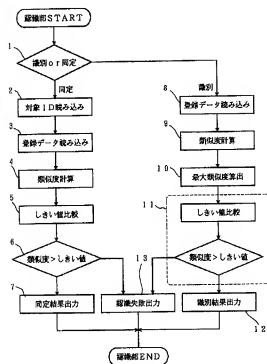 認識部START
1
識別or同定
同定
識別
2
対象ID読み込み
3
登録データ読み込み
4
類似度計算
5
しきい値比較
6
類似度>しきい値
7
同定結果出力
8
登録データ読み込み
9
類似度計算
10
最大類似度算出
11
しきい値比較
類似度>しきい値
13
認識失敗出力
識別結果出力
12
認識部END